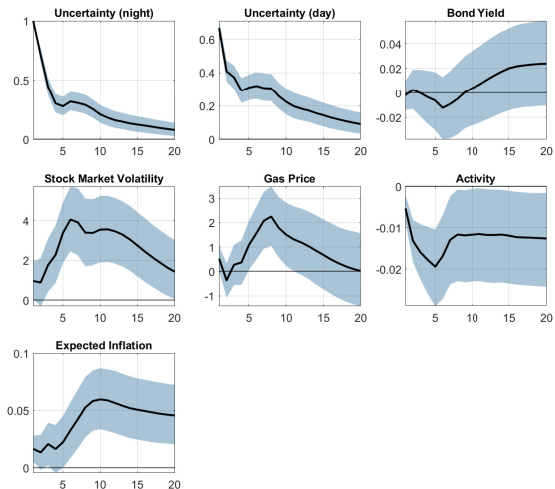 Uncertainty (night)
1
0.5
0
5 10 15 20
Uncertainty (day)
0.6
0.4
0.2
0
5 10 15 20
Bond Yield
0.04
0.02
0
-0.02
5 10 15 20
Stock Market Volatility
4
2
0
5 10 15 20
Gas Price
3
2
1
0
-1
5 10 15 20
Activity
0
-0.01
-0.02
5 10 15 20
Expected Inflation
0.1
0.05
0
5 10 15 20